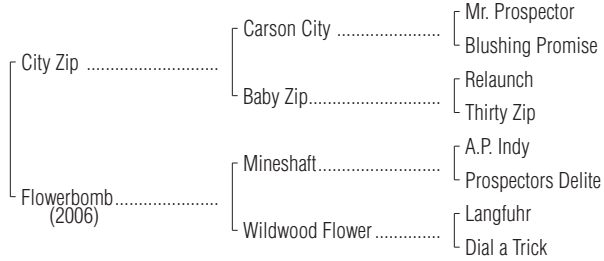 Mr. Prospector
Carson City ........................
Blushing Promise
City Zip ..............................
Relaunch
Baby Zip..............................
Thirty Zip
A.P. Indy
Mineshaft............................
Prospectors Delite
Flowerbomb.......................
(2006)
Langfuhr
Wildwood Flower ...............
Dial a Trick